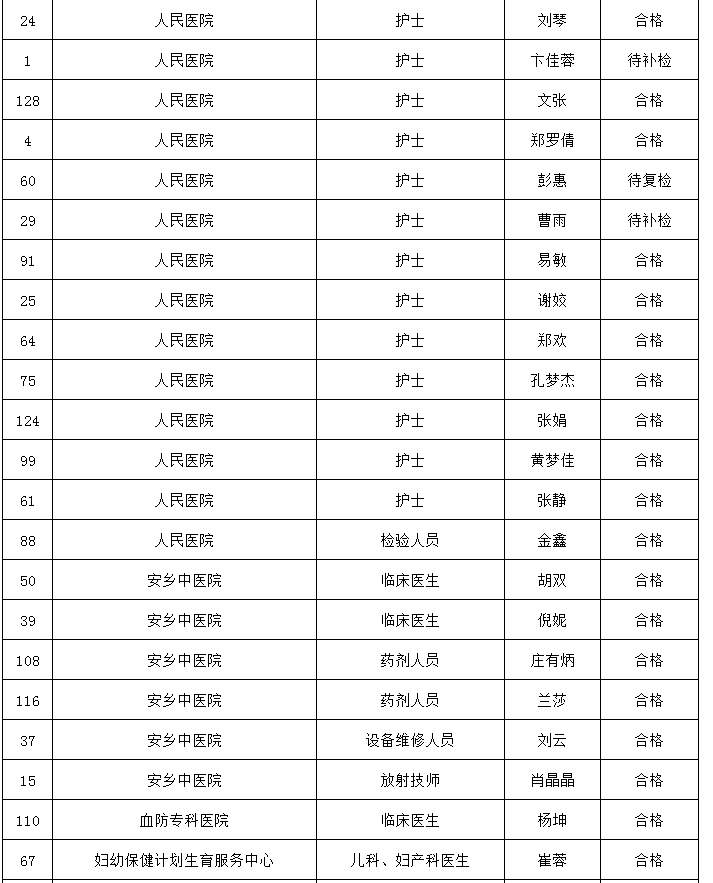 24 人民医院 护士 刘琴 合格
1 人民医院 护士 卞佳蓉 待补检
128 人民医院 护士 文张 合格
4 人民医院 护士 郑罗倩 合格
60 人民医院 护士 彭惠 待复检
29 人民医院 护士 曹雨 待补检
91 人民医院 护士 易敏 合格
25 人民医院 护士 谢姣 合格
64 人民医院 护士 郑欢 合格
75 人民医院 护士 孔梦杰 合格
124 人民医院 护士 张娟 合格
99 人民医院 护士 黄梦佳 合格
61 人民医院 护士 张静 合格
88 人民医院 检验人员 金鑫 合格
50 安乡中医院 临床医生 胡双 合格
39 安乡中医院 临床医生 倪妮 合格
108 安乡中医院 药剂人员 庄有炳 合格
116 安乡中医院 药剂人员 兰莎 合格
37 安乡中医院 设备维修人员 刘云 合格
15 安乡中医院 放射技师 肖晶晶 合格
110 血防专科医院 临床医生 杨坤 合格
67 妇幼保健计划生育服务中心 儿科、妇产科医生 崔蓉 合格